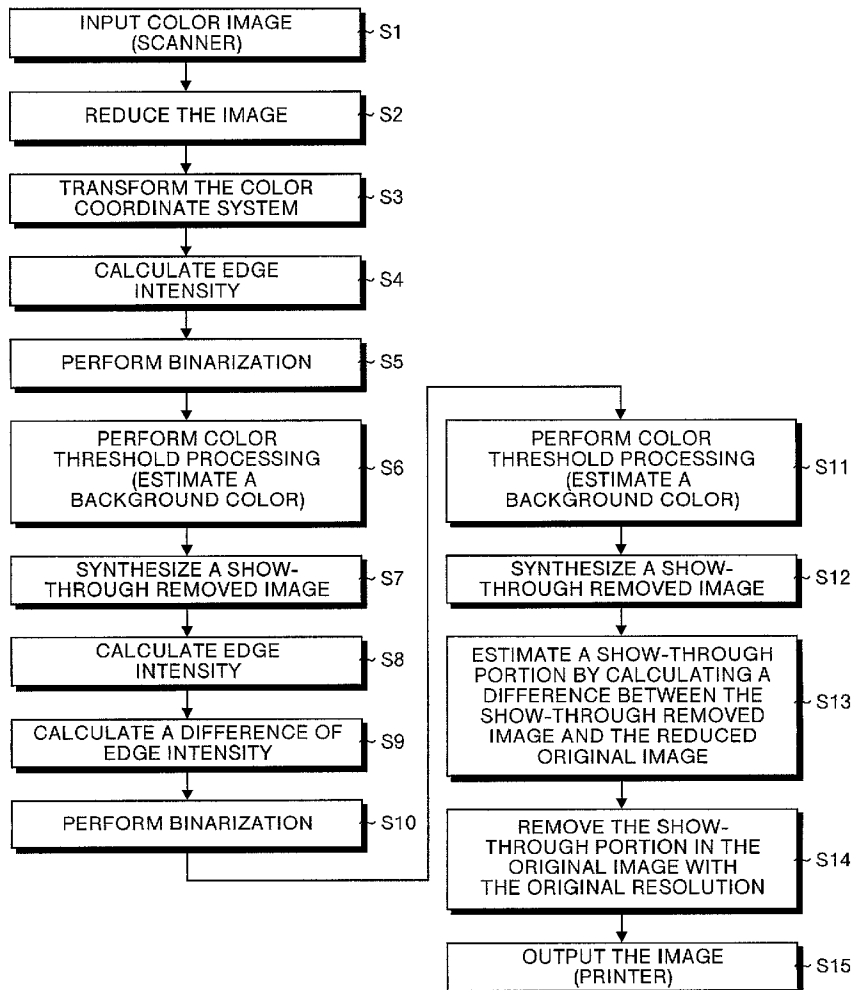 INPUT COLOR IMAGE
(SCANNER)
S1
REDUCE THE IMAGE
S2
TRANSFORM THE COLOR
COORDINATE SYSTEM
S3
CALCULATE EDGE
INTENSITY
S4
PERFORM BINARIZATION
S5
PERFORM COLOR
THRESHOLD PROCESSING
(ESTIMATE A
BACKGROUND COLOR)
S6
SYNTHESIZE A SHOW-
THROUGH REMOVED IMAGE
S7
CALCULATE EDGE
INTENSITY
S8
CALCULATE A DIFFERENCE OF
EDGE INTENSITY
S9
PERFORM BINARIZATION
S10
PERFORM COLOR
THRESHOLD PROCESSING
(ESTIMATE A
BACKGROUND COLOR)
S11
SYNTHESIZE A SHOW-
THROUGH REMOVED IMAGE
S12
ESTIMATE A SHOW-THROUGH
PORTION BY CALCULATING A
DIFFERENCE BETWEEN THE
SHOW-THROUGH REMOVED
IMAGE AND THE REDUCED
ORIGINAL IMAGE
S13
REMOVE THE SHOW-
THROUGH PORTION IN THE
ORIGINAL IMAGE WITH
THE ORIGINAL RESOLUTION
S14
OUTPUT THE IMAGE
(PRINTER)
S15